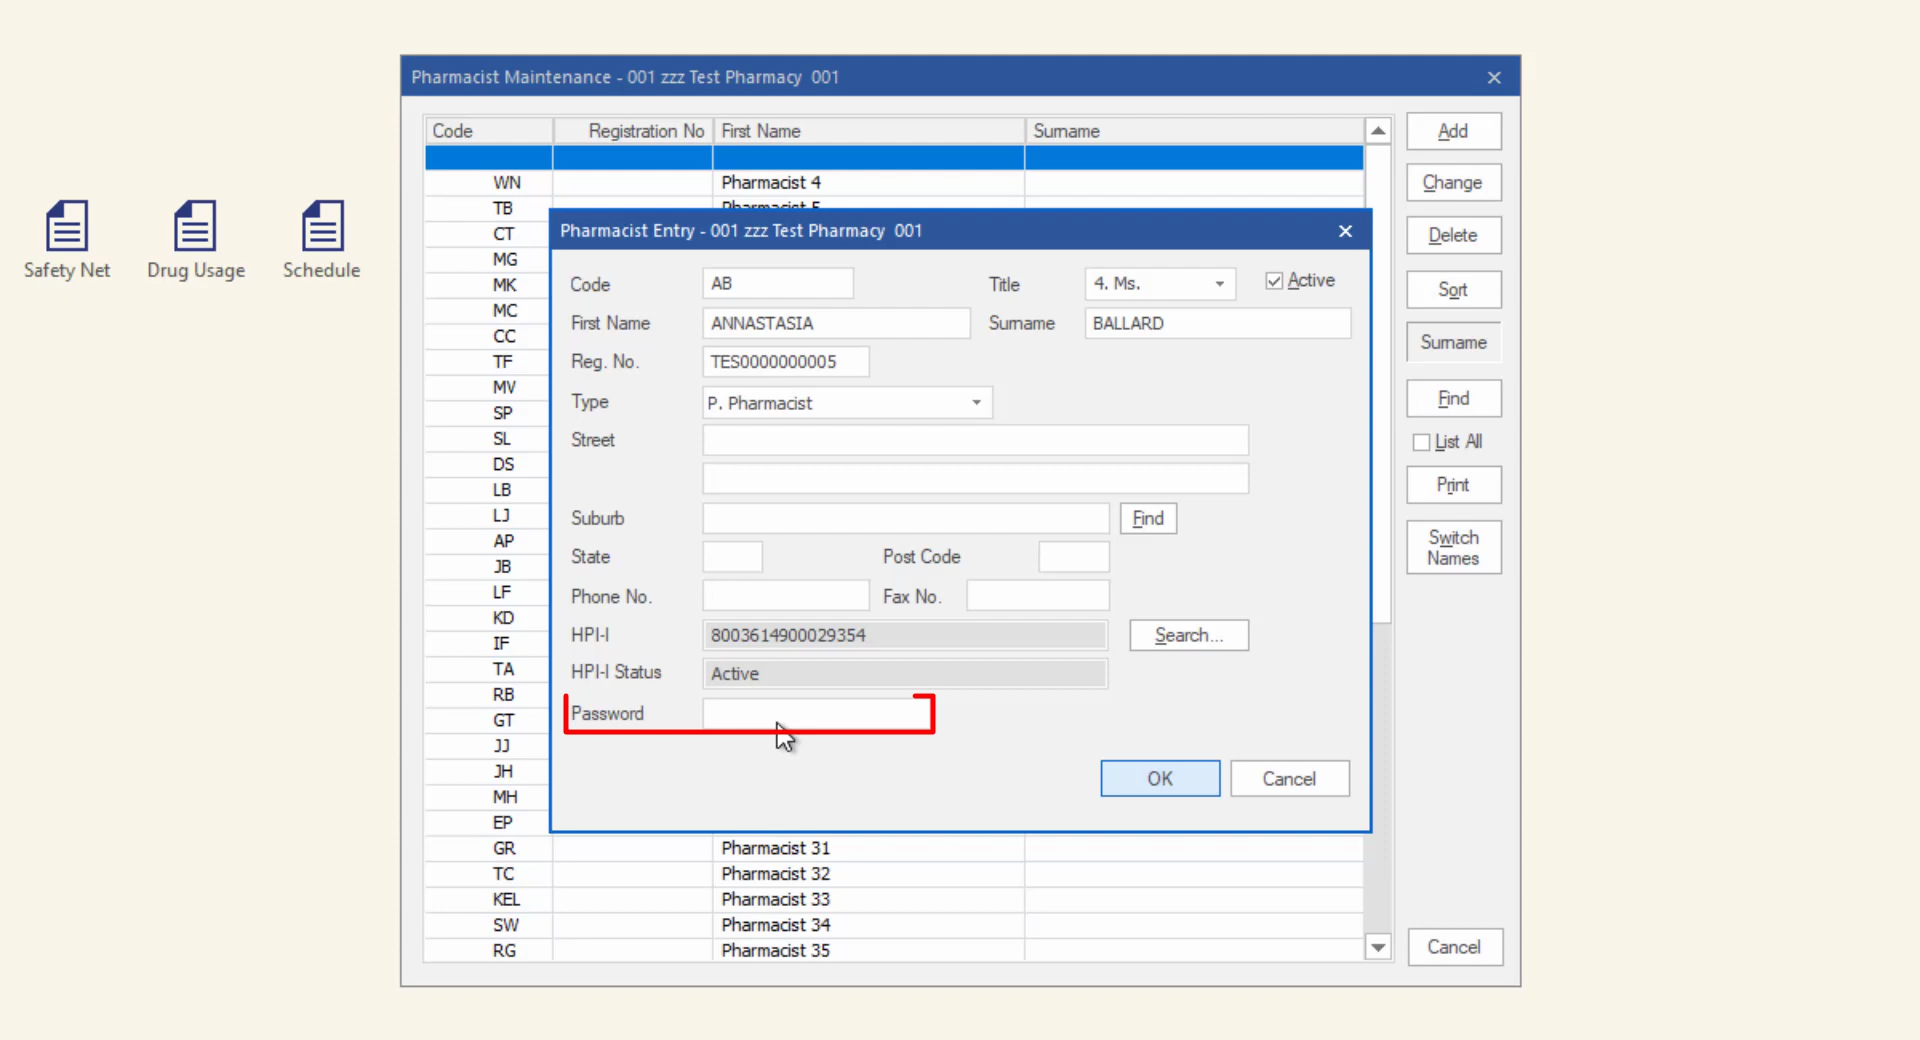 Pharmacist Maintenance - 001 zzz Test Pharmacy 001
Code Registration No First Name Surname
Add
WN Pharmacist 4
Change
TB Pharmacist 5
CT
Delete
MG
MK
Sort
MC
CC
Surname
TF
MV
Find
SP
SL
List All
DS
Print
LB
LJ
AP
Switch
Names
JB
LF
KD
IF
TA
RB
GT
JJ
JH
MH
EP
GR Pharmacist 31
TC Pharmacist 32
KEL Pharmacist 33
SW Pharmacist 34
RG Pharmacist 35
Cancel
Safety Net Drug Usage Schedule
Pharmacist Entry - 001 zzz Test Pharmacy 001
Code AB Title 4. Ms. Active
First Name ANNASTASIA Surname BALLARD
Reg. No. TES0000000005
Type P. Pharmacist
Street
Suburb Find
State Post Code
Phone No. Fax No.
HPI-I 8003614900029354 Search...
HPI-I Status Active
Password
OK Cancel